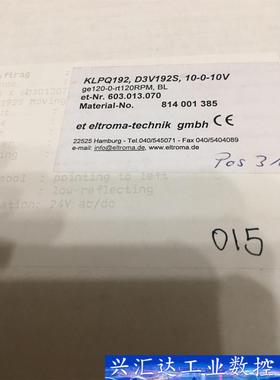 KLPQ192, D3V192S, 10-0-10V
ge120-0-rt120RPM, BL
et-Nr. 603.013.070
Material-No. 814 001 385
et eltroma-technik gmbh CE
22525 Hamburg - Tel. 040/545071 - Fax 040/5404089
e-mail: info@eltroma.de, www.eltroma.de
Pos 3
: pointing to left
low-reflecting
24V ac/dc
015
兴汇达工业数控